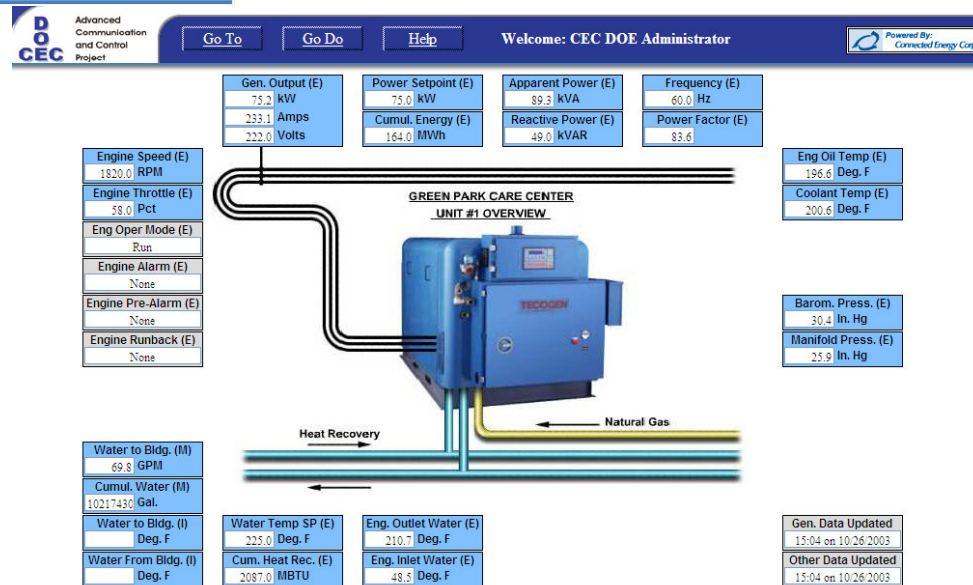 DOE
CEC
Advanced
Communication
and Control
Project
Go To
Go Do
Help
Welcome: CEC DOE Administrator
Powered By:
Connected Energy Corp
Gen. Output (E)
75.2 kW
233.1 Amps
222.0 Volts
Power Setpoint (E)
75.0 kW
Cumul. Energy (E)
164.0 MWh
Apparent Power (E)
89.3 kVA
Reactive Power (E)
49.0 kVAR
Frequency (E)
60.0 Hz
Power Factor (E)
83.6
Engine Speed (E)
1820.0 RPM
Engine Throttle (E)
58.0 Pct
Eng Oper Mode (E)
Run
Engine Alarm (E)
None
Engine Pre-Alarm (E)
None
Engine Runback (E)
None
GREEN PARK CARE CENTER
UNIT #1 OVERVIEW
TECOGEN
Eng Oil Temp (E)
196.6 Deg. F
Coolant Temp (E)
200.6 Deg. F
Barom. Press. (E)
30.4 In. Hg
Manifold Press. (E)
25.9 In. Hg
Natural Gas
Heat Recovery
Water to Bldg. (M)
69.8 GPM
Cumul. Water (M)
10217430 Gal.
Water to Bldg. (I)
Deg. F
Water From Bldg. (I)
Deg. F
Water Temp SP (E)
225.0 Deg. F
Cum. Heat Rec. (E)
2087.0 MBTU
Eng. Outlet Water (E)
210.7 Deg. F
Eng. Inlet Water (E)
48.5 Deg. F
Gen. Data Updated
15:04 on 10/26/2003
Other Data Updated
15:04 on 10/26/2003